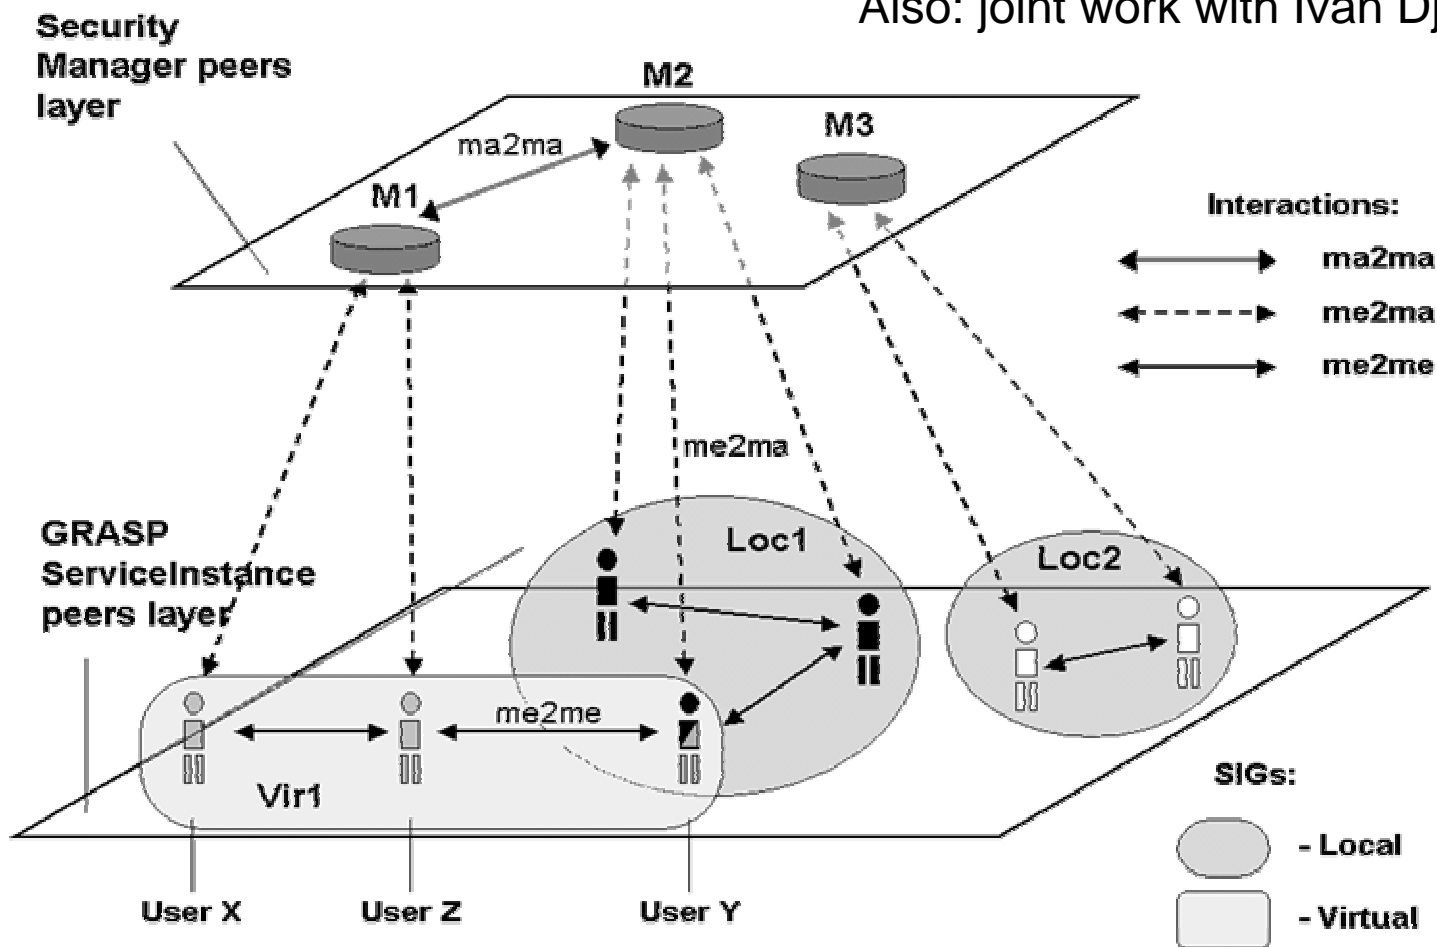 Also: joint work with Ivan Dj
Security
Manager peers
layer
M2
M3
ma2ma
M1
Interactions:
ma2ma
me2ma
me2me
me2ma
GRASP
ServiceInstance
peers layer
Loc1
Loc2
me2me
Vir1
SIGs:
- Local
- Virtual
User X
User Z
User Y